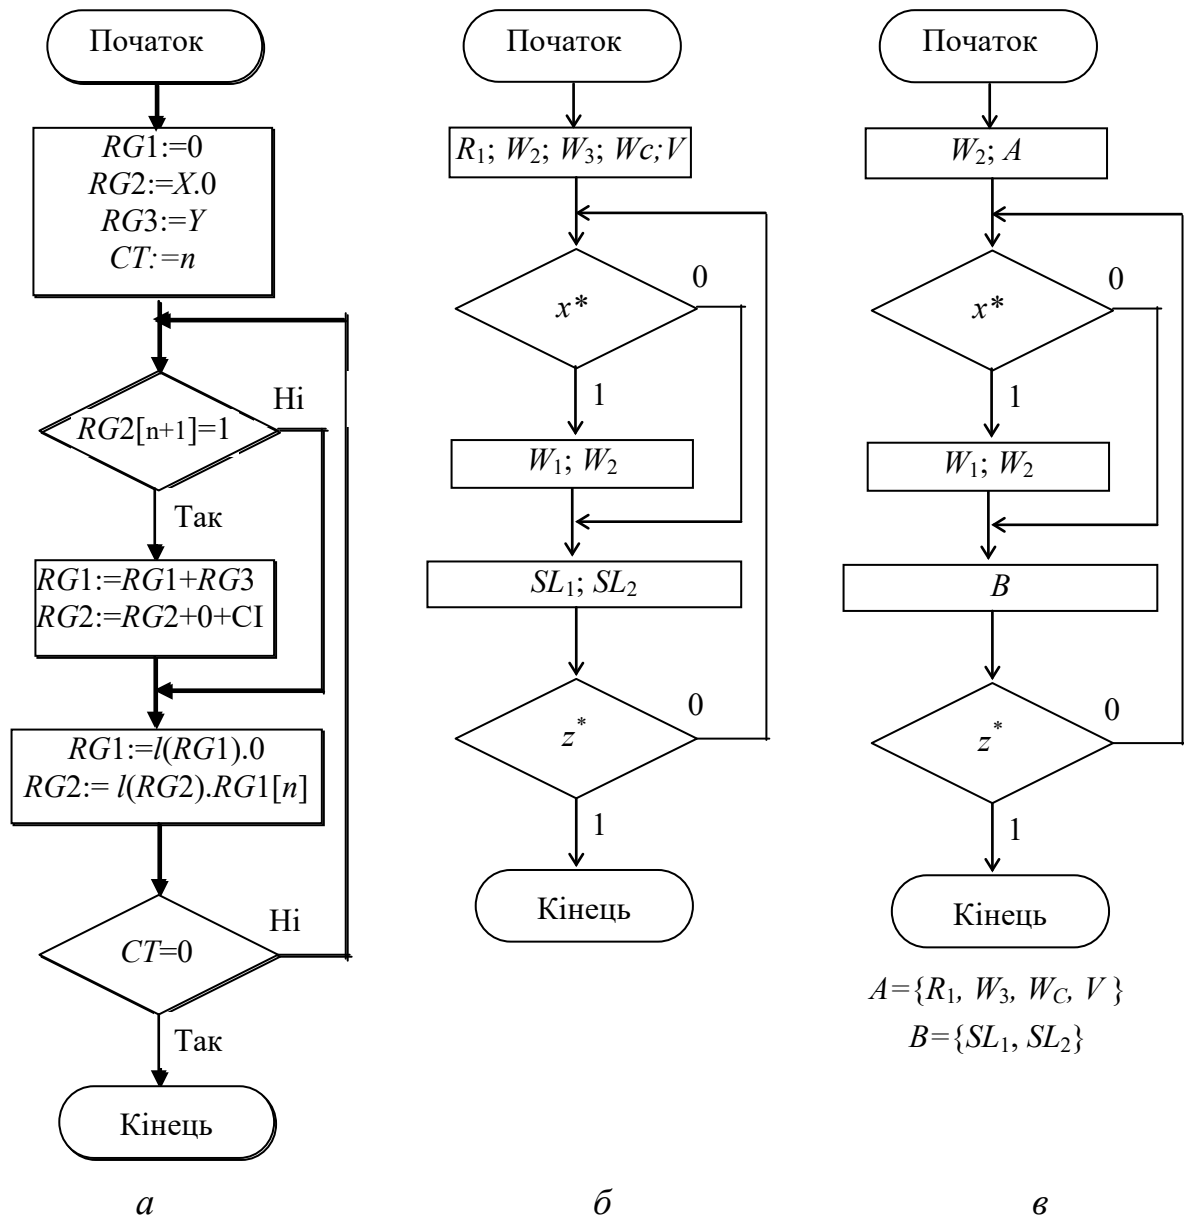 Початок
RG1:=0
RG2:=X.0
RG3:=Y
CT:=n
RG2[n+1]=1
Ні
Так
RG1:=RG1+RG3
RG2:=RG2+0+CI
RG1:=l(RG1).0
RG2:= l(RG2).RG1[n]
CT=0
Ні
Так
Кінець
а
Початок
R₁; W₂; W₃; Wc;V
x*
0
1
W₁; W₂
SL₁; SL₂
z*
0
1
Кінець
б
Початок
W₂; A
x*
0
1
W₁; W₂
B
z*
0
1
Кінець
A={R₁, W₃, W_C, V }
B={SL₁, SL₂}
в